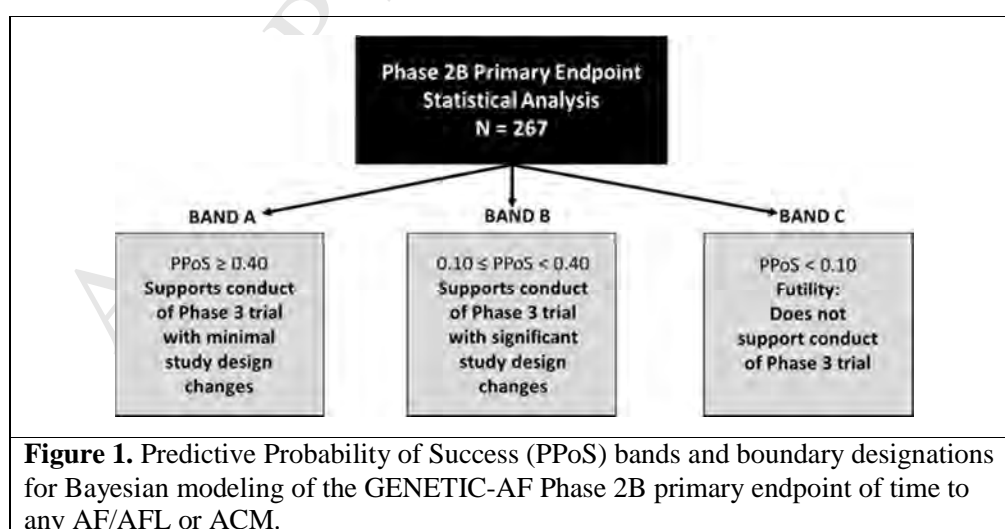 Phase 2B Primary Endpoint
Statistical Analysis
N = 267
BAND A
PPoS ≥ 0.40
Supports conduct
of Phase 3 trial
with minimal
study design
changes
BAND B
0.10 ≤ PPoS < 0.40
Supports conduct
of Phase 3 trial
with significant
study design
changes
BAND C
PPoS < 0.10
Futility:
Does not
support conduct
of Phase 3 trial
Figure 1. Predictive Probability of Success (PPoS) bands and boundary designations
for Bayesian modeling of the GENETIC-AF Phase 2B primary endpoint of time to
any AF/AFL or ACM.